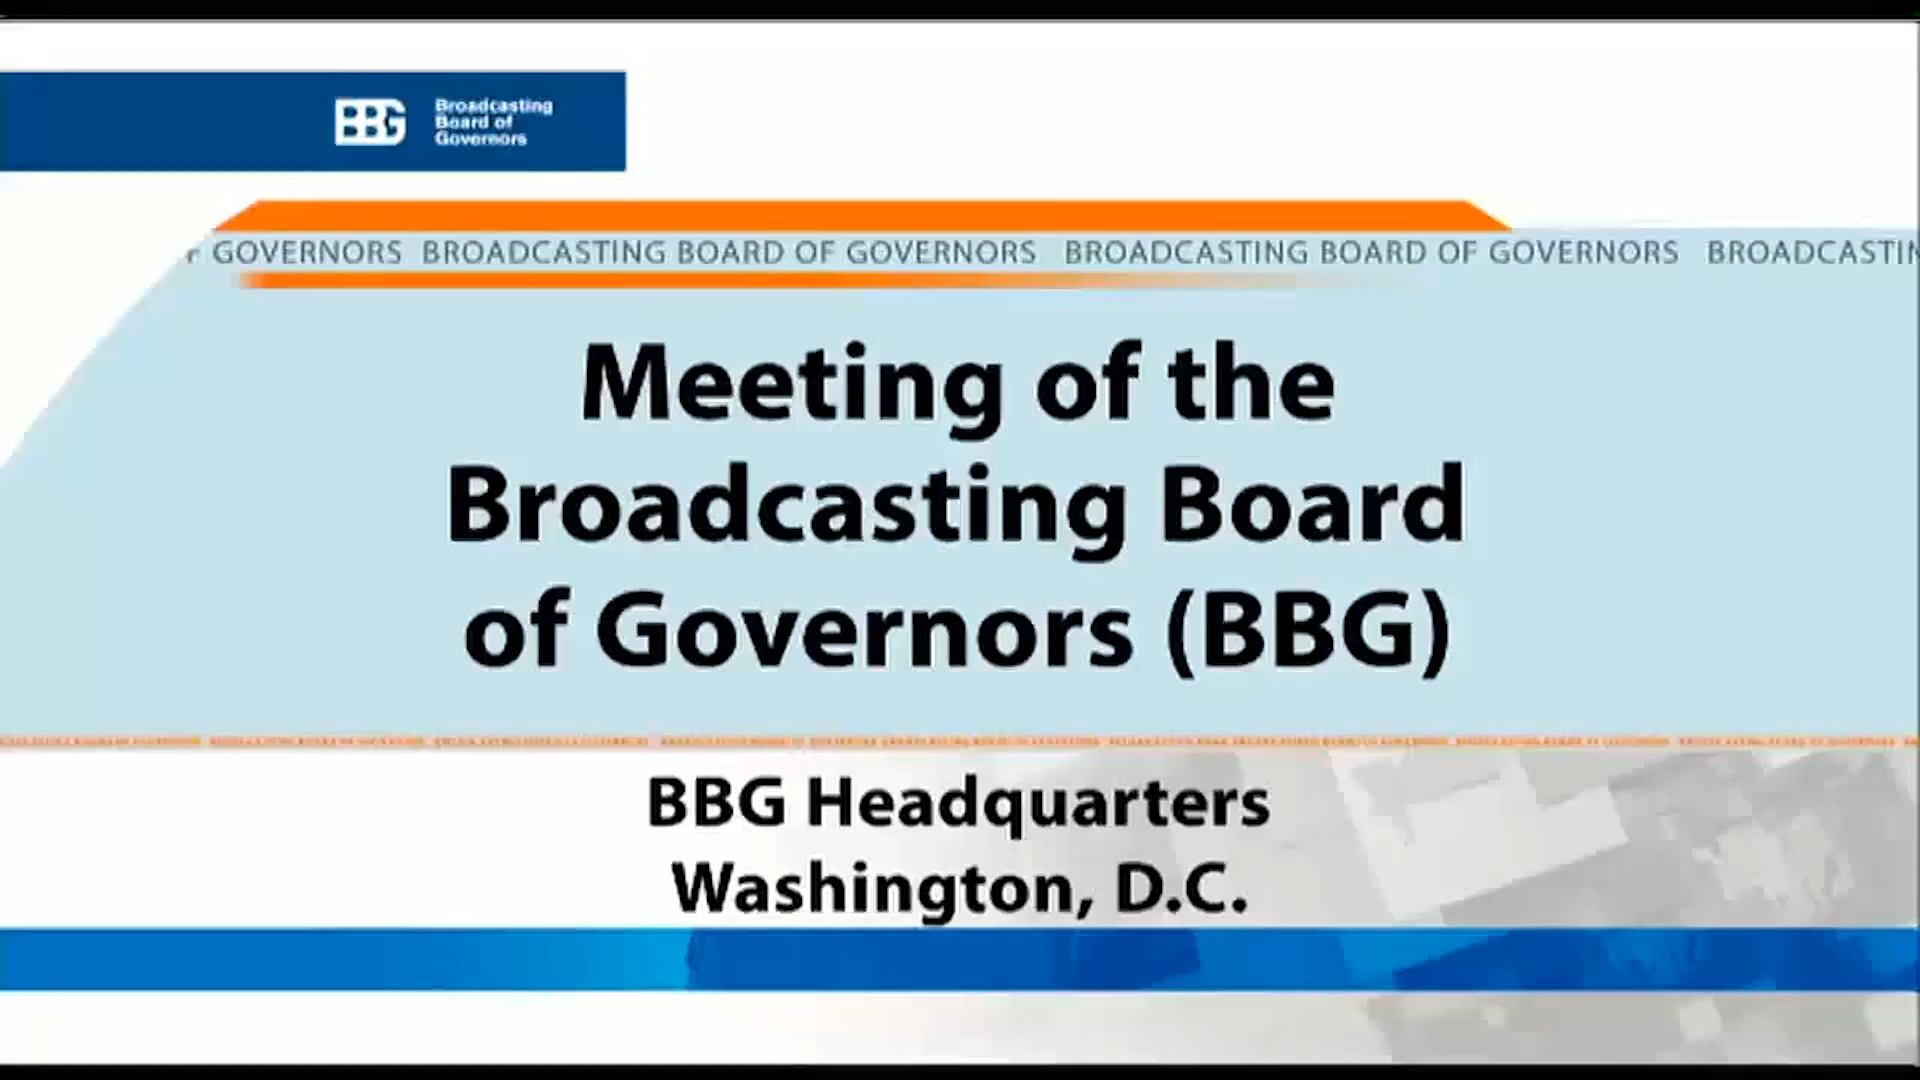 BBG
Broadcasting
Board of
Governors
GOVERNORS BROADCASTING BOARD OF GOVERNORS BROADCASTING BOARD OF GOVERNORS
Meeting of the
Broadcasting Board
of Governors (BBG)
BBG Headquarters
Washington, D.C.